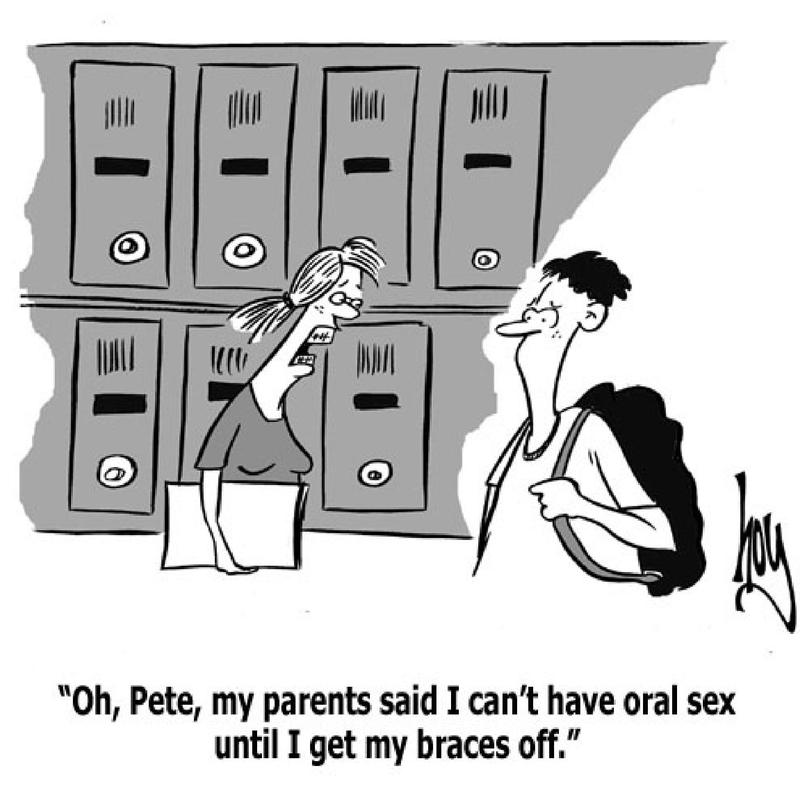 hoy
"Oh, Pete, my parents said I can't have oral sex
until I get my braces off."